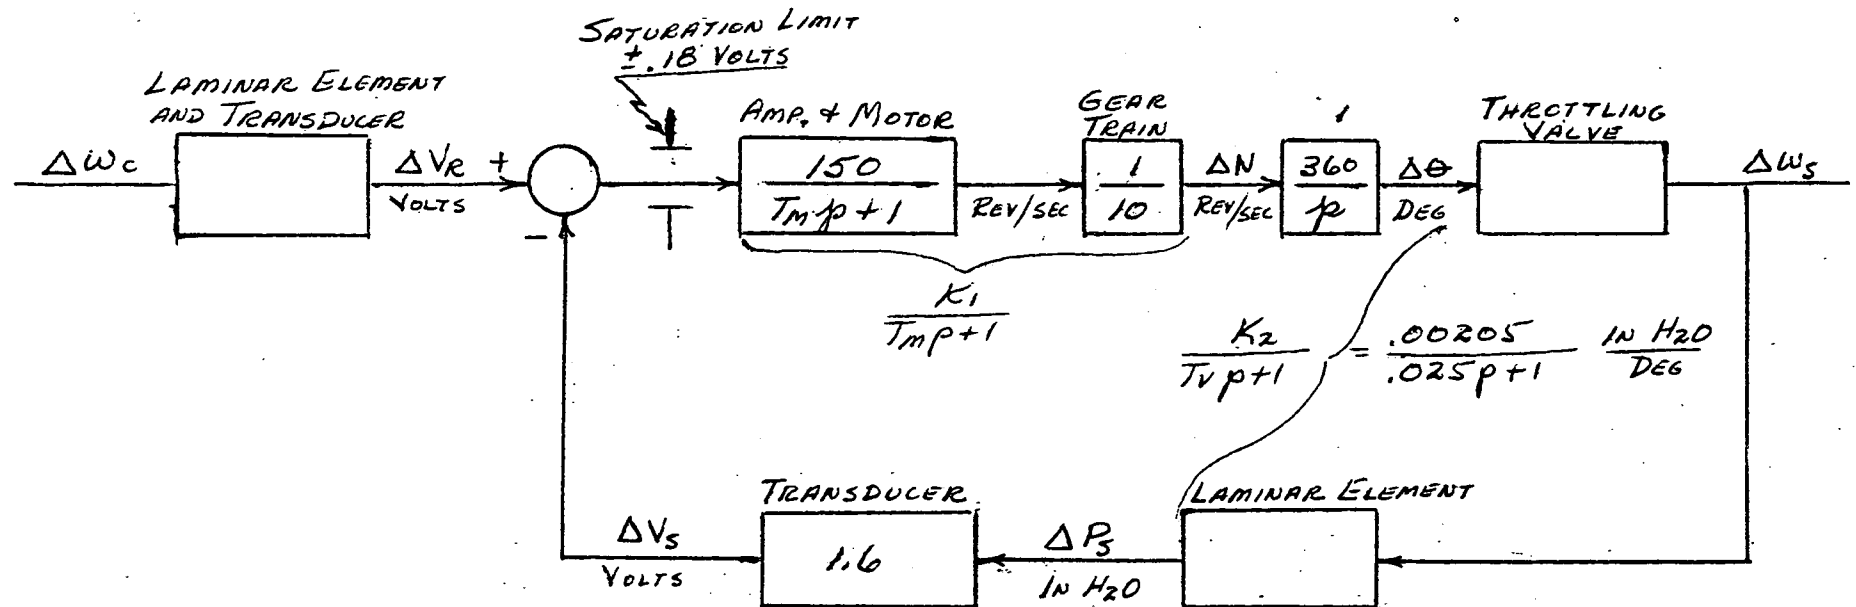 SATURATION LIMIT
±.18 VOLTS
LAMINAR ELEMENT
AND TRANSDUCER
AMP. & MOTOR
GEAR
TRAIN
1
THROTTLING
VALVE
Δwc
ΔVR
VOLTS
+
-
150
Tmp+1
REV/SEC
1
10
ΔN
REV/SEC
360
p
Δθ
DEG
Δws
K1
Tmp+1
K2
Tvp+1
=
.00205
.025p+1
IN H2O
DEG
TRANSDUCER
LAMINAR ELEMENT
ΔVs
VOLTS
1.6
ΔPs
IN H2O